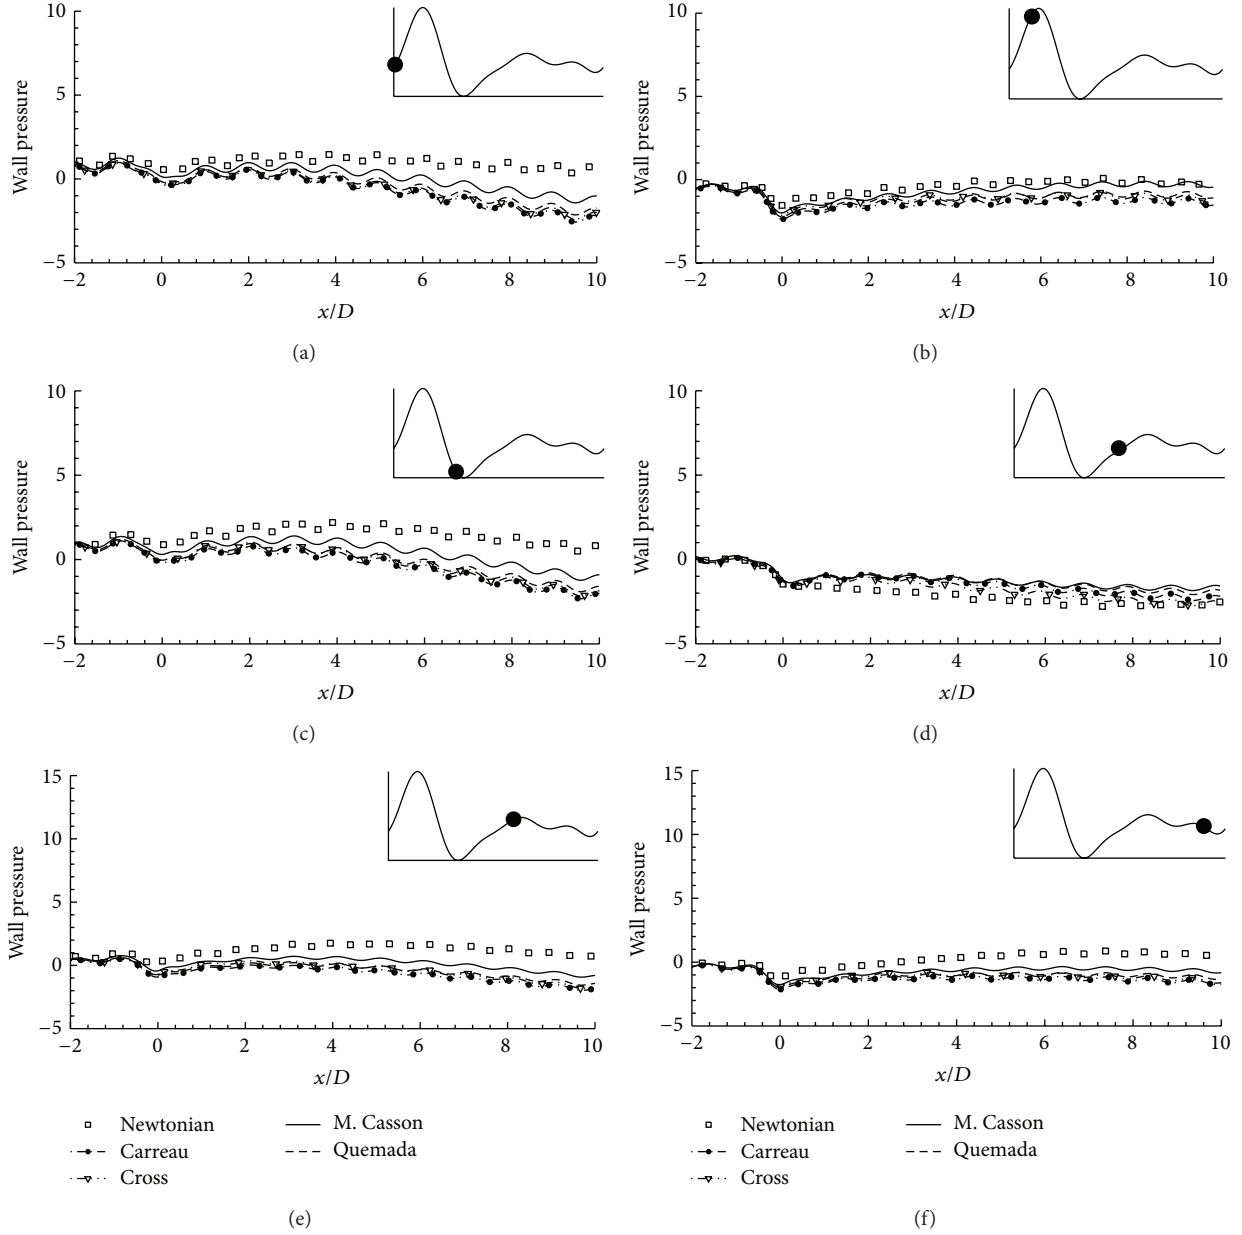 10
5
0
−5
Wall pressure
−2 0 2 4 6 8 10
x/D
(a)
10
5
0
−5
Wall pressure
−2 0 2 4 6 8 10
x/D
(b)
10
5
0
−5
Wall pressure
−2 0 2 4 6 8 10
x/D
(c)
10
5
0
−5
Wall pressure
−2 0 2 4 6 8 10
x/D
(d)
15
10
5
0
−5
Wall pressure
−2 0 2 4 6 8 10
x/D
Newtonian
Carreau
Cross
M. Casson
Quemada
(e)
15
10
5
0
−5
Wall pressure
−2 0 2 4 6 8 10
x/D
Newtonian
Carreau
Cross
M. Casson
Quemada
(f)